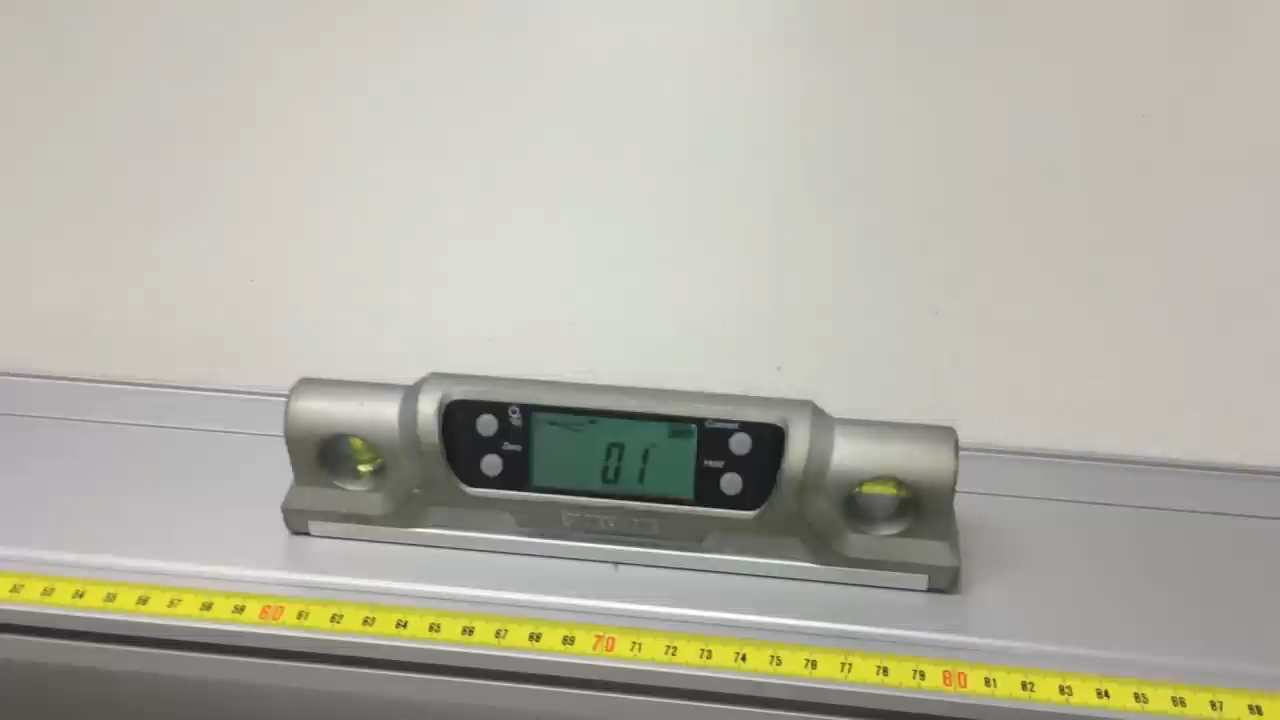 Zero
Connect
Hold
01
52 53 54 55 56 57 58 59 60 61 62 63 64 65 66 67 68 69 70 71 72 73 74 75 76 77 78 79 80 81 82 83 84 85 86 87 88